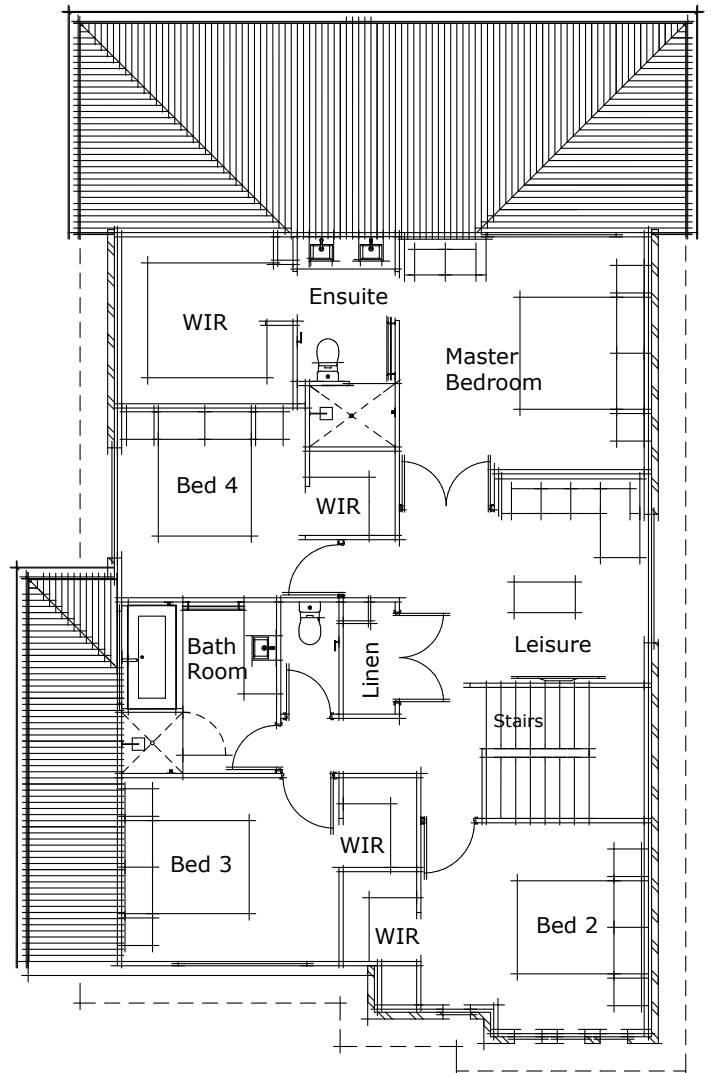 Ensuite
WIR
Master
Bedroom
Bed 4
WIR
Bath
Room
Linen
Leisure
Stairs
WIR
Bed 3
WIR
Bed 2